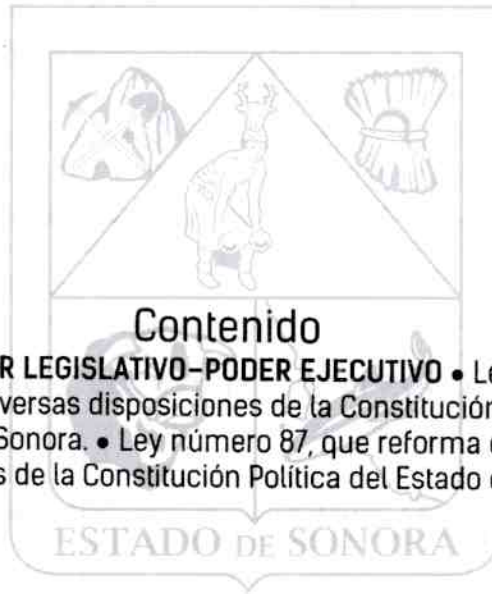 Contenido
R LEGISLATIVO–PODER EJECUTIVO • Le
versas disposiciones de la Constitución
Sonora. • Ley número 87, que reforma
s de la Constitución Política del Estado
ESTADO DE SONORA